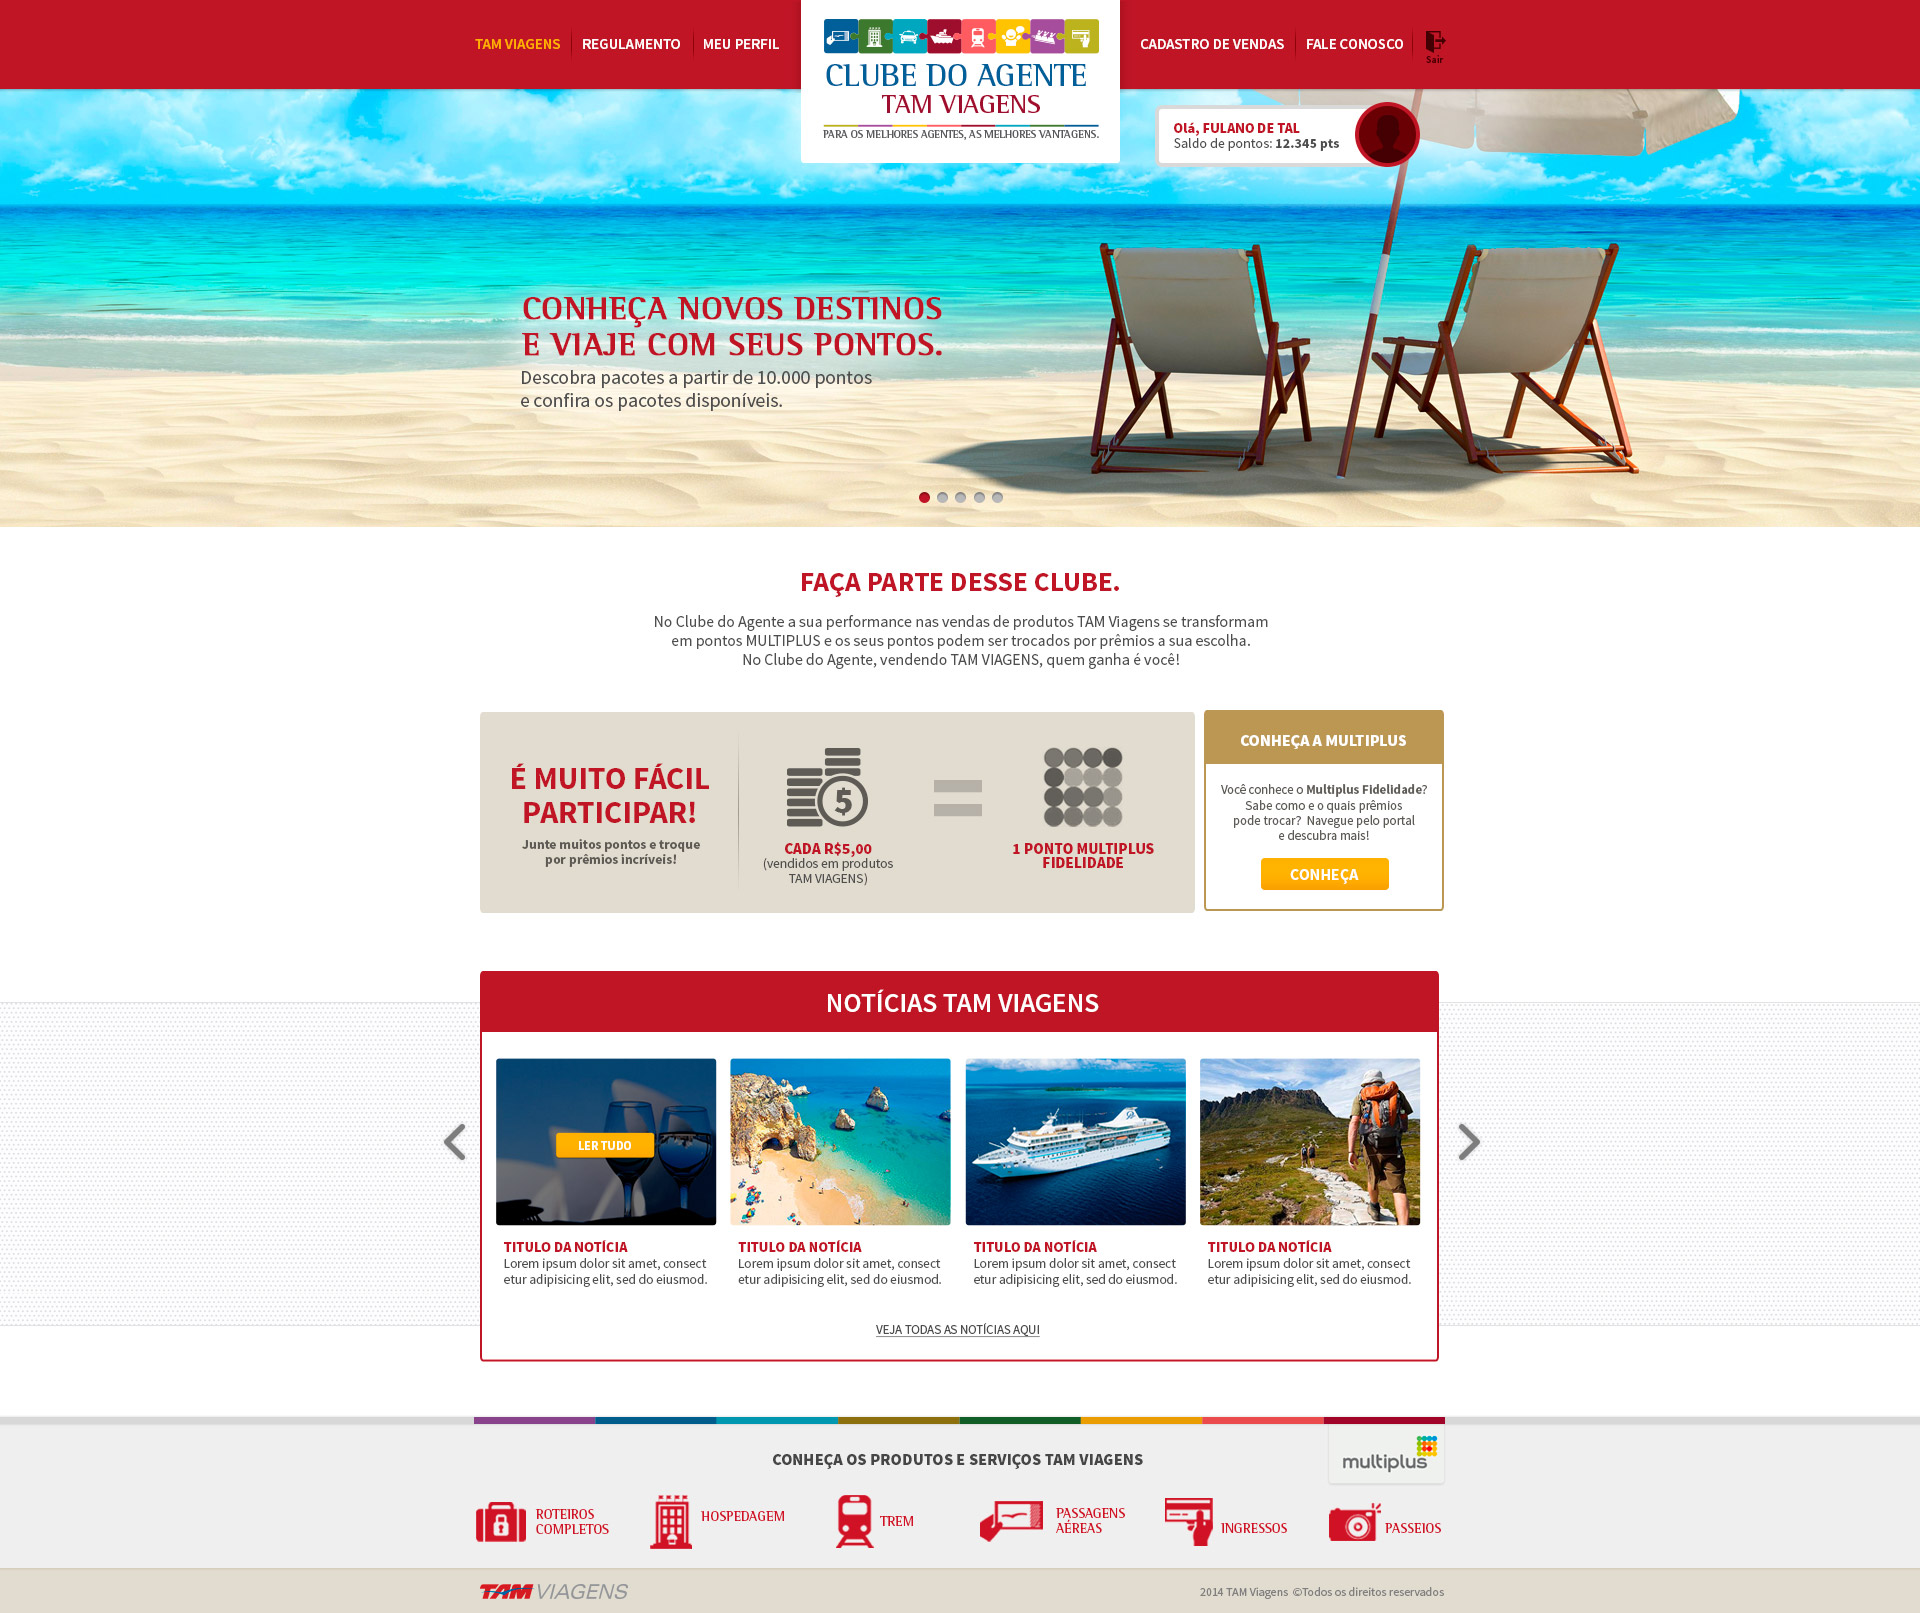 TAM VIAGENS
REGULAMENTO
MEU PERFIL
CLUBE DO AGENTE
TAM VIAGENS
PARA OS MELHORES AGENTES, AS MELHORES VANTAGENS.
CADASTRO DE VENDAS
FALE CONOSCO
Sair
Olá, FULANO DE TAL
Saldo de pontos: 12.345 pts
CONHEÇA NOVOS DESTINOS
E VIAJE COM SEUS PONTOS.
Descobra pacotes a partir de 10.000 pontos
e confira os pacotes disponíveis.
FAÇA PARTE DESSE CLUBE.
No Clube do Agente a sua performance nas vendas de produtos TAM Viagens se transformam
em pontos MULTIPLUS e os seus pontos podem ser trocados por prêmios a sua escolha.
No Clube do Agente, vendendo TAM VIAGENS, quem ganha é você!
É MUITO FÁCIL
PARTICIPAR!
Junte muitos pontos e troque
por prêmios incríveis!
$
CADA R$5,00
(vendidos em produtos
TAM VIAGENS)
=
1 PONTO MULTIPLUS
FIDELIDADE
CONHEÇA A MULTIPLUS
Você conhece o Multiplus Fidelidade?
Sabe como e o quais prêmios
pode trocar? Navegue pelo portal
e descubra mais!
CONHEÇA
NOTÍCIAS TAM VIAGENS
LER TUDO
TITULO DA NOTÍCIA
Lorem ipsum dolor sit amet, consect
etur adipisicing elit, sed do eiusmod.
TITULO DA NOTÍCIA
Lorem ipsum dolor sit amet, consect
etur adipisicing elit, sed do eiusmod.
TITULO DA NOTÍCIA
Lorem ipsum dolor sit amet, consect
etur adipisicing elit, sed do eiusmod.
TITULO DA NOTÍCIA
Lorem ipsum dolor sit amet, consect
etur adipisicing elit, sed do eiusmod.
VEJA TODAS AS NOTÍCIAS AQUI
CONHEÇA OS PRODUTOS E SERVIÇOS TAM VIAGENS
multiplus
ROTEIROS
COMPLETOS
HOSPEDAGEM
TREM
PASSAGENS
AÉREAS
INGRESSOS
PASSEIOS
TAM VIAGENS
2014 TAM Viagens ©Todos os direitos reservados